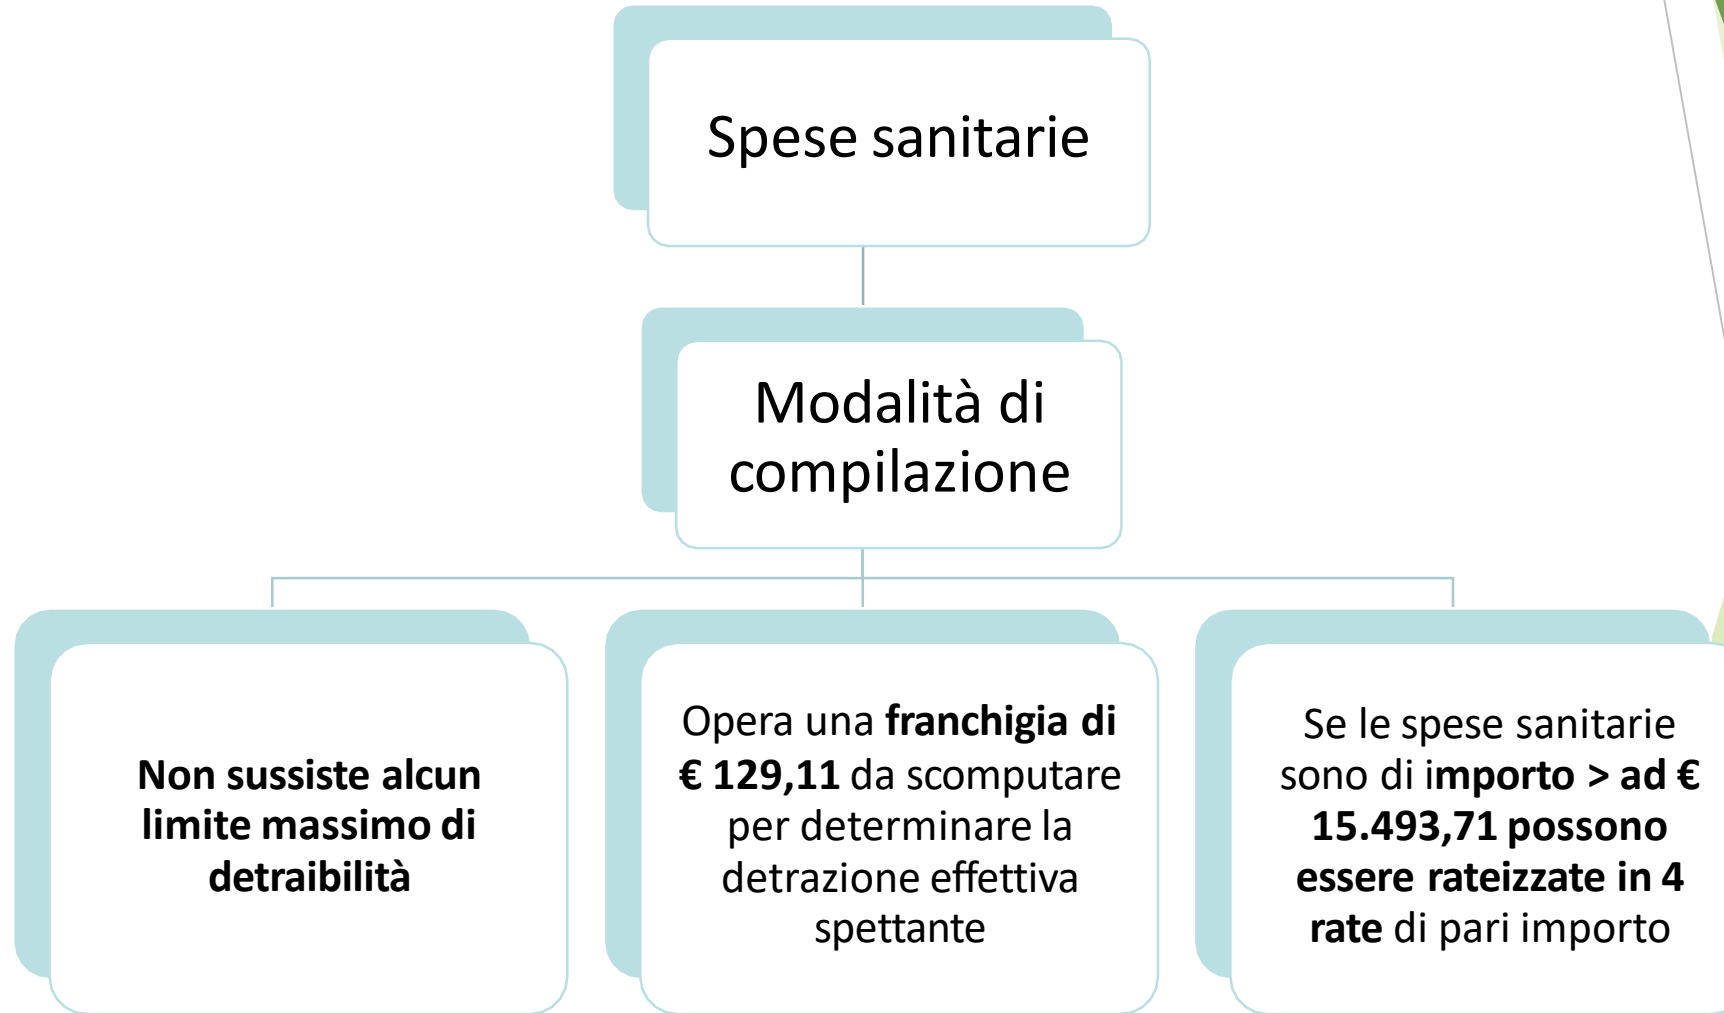 Spese sanitarie
Modalità di
compilazione
Non sussiste alcun
limite massimo di
detraibilità
Opera una franchigia di
€ 129,11 da scomputare
per determinare la
detrazione effettiva
spettante
Se le spese sanitarie
sono di importo > ad €
15.493,71 possono
essere rateizzate in 4
rate di pari importo